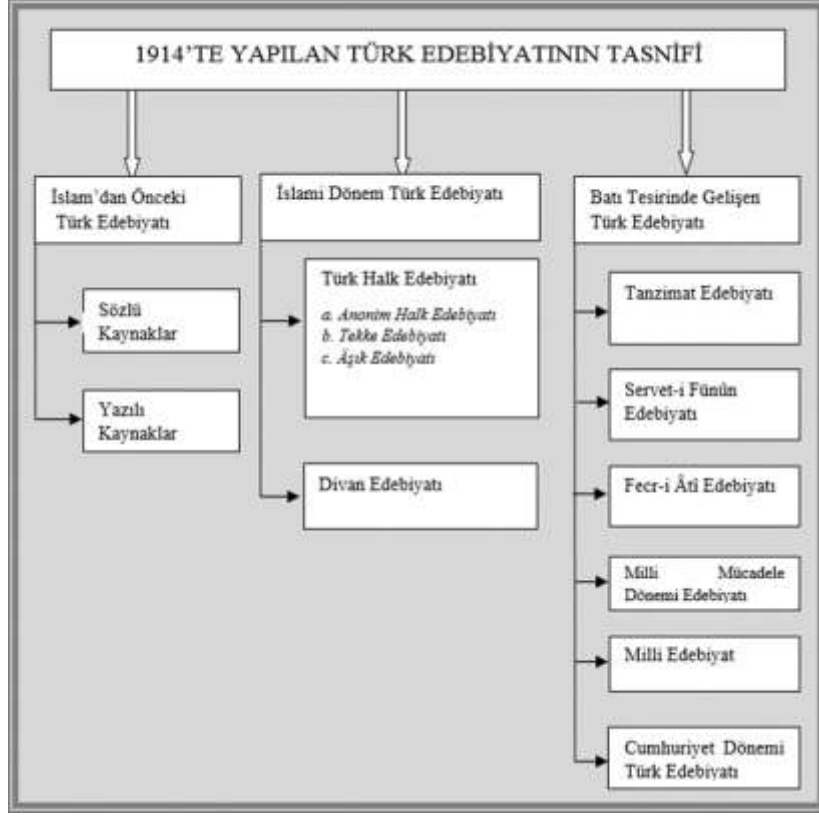 1914'TE YAPILAN TÜRK EDEBİYATININ TASNİFİ
İslam'dan Önceki
Türk Edebiyatı
Sözlü
Kaynaklar
Yazılı
Kaynaklar
İslami Dönem Türk Edebiyatı
Türk Halk Edebiyatı
a. Anonim Halk Edebiyatı
b. Tekke Edebiyatı
c. Âşık Edebiyatı
Divan Edebiyatı
Batı Tesirinde Gelişen
Türk Edebiyatı
Tanzimat Edebiyatı
Servet-i Fünûn
Edebiyatı
Fecr-i Âtî Edebiyatı
Milli Mücadele
Dönemi Edebiyatı
Milli Edebiyat
Cumhuriyet Dönemi
Türk Edebiyatı